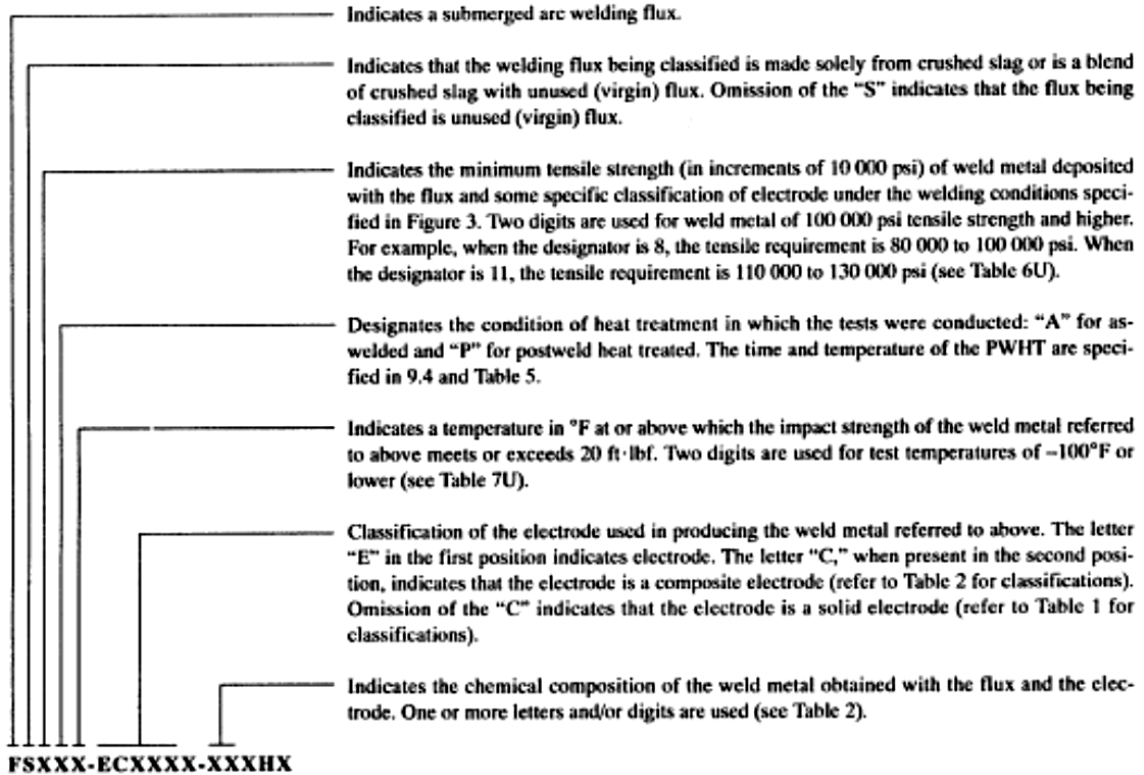 Indicates a submerged arc welding flux.
Indicates that the welding flux being classified is made solely from crushed slag or is a blend
of crushed slag with unused (virgin) flux. Omission of the “S” indicates that the flux being
classified is unused (virgin) flux.
Indicates the minimum tensile strength (in increments of 10 000 psi) of weld metal deposited
with the flux and some specific classification of electrode under the welding conditions speci-
fied in Figure 3. Two digits are used for weld metal of 100 000 psi tensile strength and higher.
For example, when the designator is 8, the tensile requirement is 80 000 to 100 000 psi. When
the designator is 11, the tensile requirement is 110 000 to 130 000 psi (see Table 6U).
Designates the condition of heat treatment in which the tests were conducted: “A” for as-
welded and “P” for postweld heat treated. The time and temperature of the PWHT are speci-
fied in 9.4 and Table 5.
Indicates a temperature in °F at or above which the impact strength of the weld metal referred
to above meets or exceeds 20 ft·lbf. Two digits are used for test temperatures of –100°F or
lower (see Table 7U).
Classification of the electrode used in producing the weld metal referred to above. The letter
“E” in the first position indicates electrode. The letter “C,” when present in the second posi-
tion, indicates that the electrode is a composite electrode (refer to Table 2 for classifications).
Omission of the “C” indicates that the electrode is a solid electrode (refer to Table 1 for
classifications).
Indicates the chemical composition of the weld metal obtained with the flux and the elec-
trode. One or more letters and/or digits are used (see Table 2).
FSXXX-ECXXXX-XXXHX